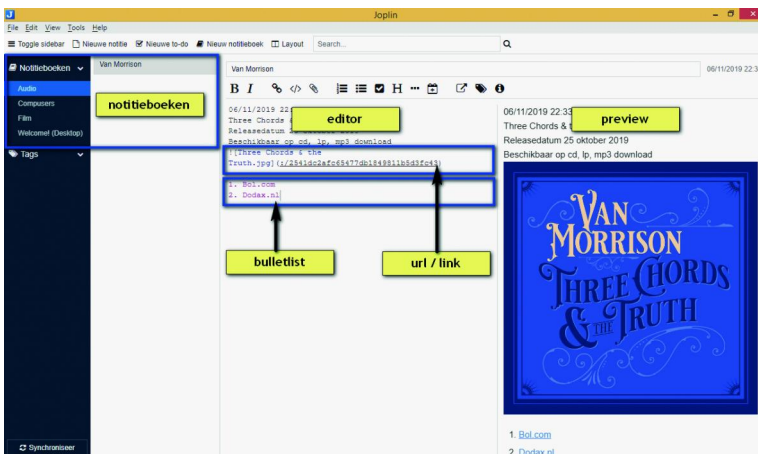 Joplin
File Edit View Tools Help
Toggle sidebar Nieuwe notitie Nieuwe to-do Nieuw notitieboek Layout Search...
Notitieboeken
Audio
Compusers
Film
Welcome! (Desktop)
Tags
Synchroniseer
notitieboeken
Van Morrison
Van Morrison
06/11/2019 22:3
B I H
06/11/2019 22:
Three Chords &
Releasedatum 25 oktober 2019
Beschikbaar op cd, lp, mp3 download
![Three Chords & the
Truth.jpg](:/2541dc2afc65477db1849811b5d3fc43)
1. Bol.com
2. Dodax.nl
editor
bulletlist
url / link
preview
06/11/2019 22:33
Three Chords & t
Releasedatum 25 oktober 2019
Beschikbaar op cd, lp, mp3 download
VAN
MORRISON
THREE CHORDS
& THE TRUTH
1. Bol.com
2. Dodax.nl